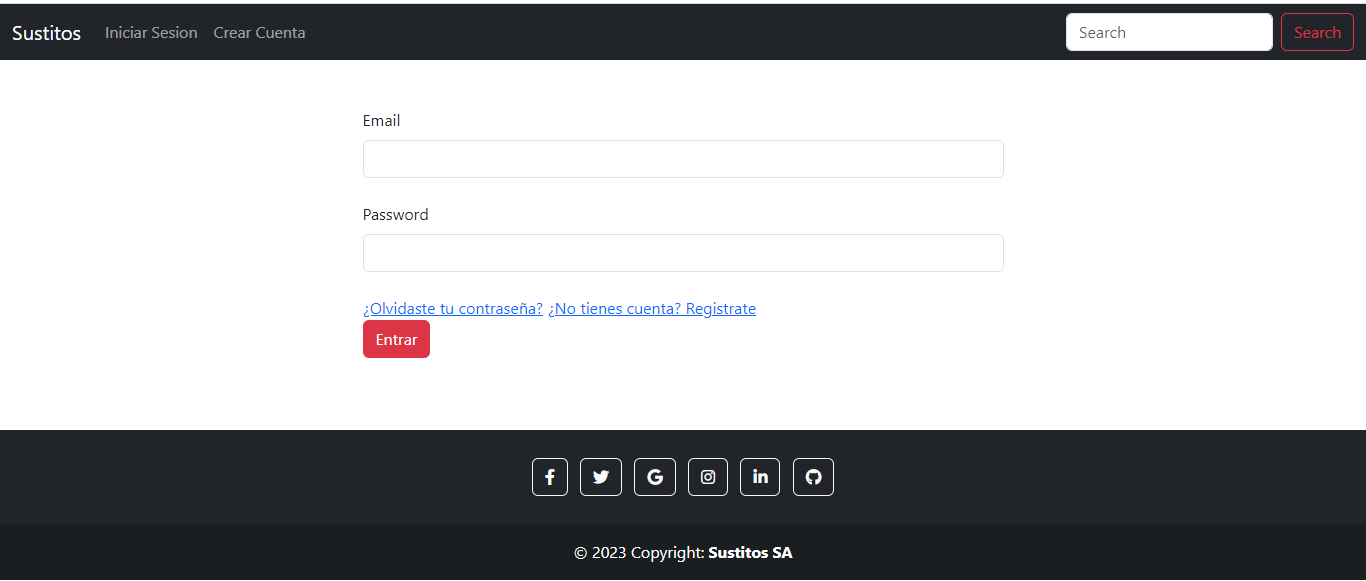 Sustitos Iniciar Sesion Crear Cuenta Search Search
Email
Password
¿Olvidaste tu contraseña? ¿No tienes cuenta? Registrate
Entrar
© 2023 Copyright: Sustitos SA